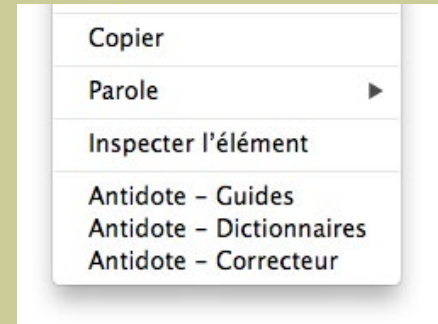 Copier
Parole
Inspecter l’élément
Antidote – Guides
Antidote – Dictionnaires
Antidote – Correcteur